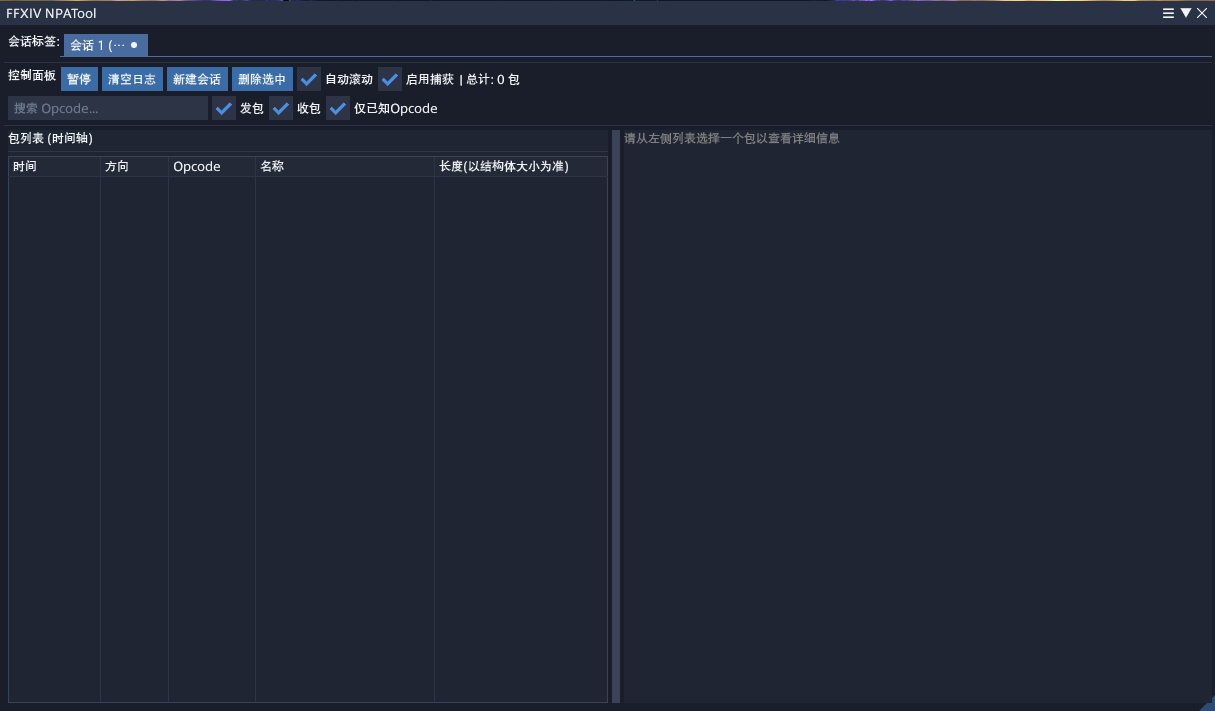 FFXIV NPATool
会话标签: 会话 1 (...
控制面板 暂停 清空日志 新建会话 删除选中 自动滚动 启用捕获 | 总计: 0 包
搜索 Opcode... 发包 收包 仅已知Opcode
包列表 (时间轴)
请从左侧列表选择一个包以查看详细信息
时间 方向 Opcode 名称 长度(以结构体大小为准)